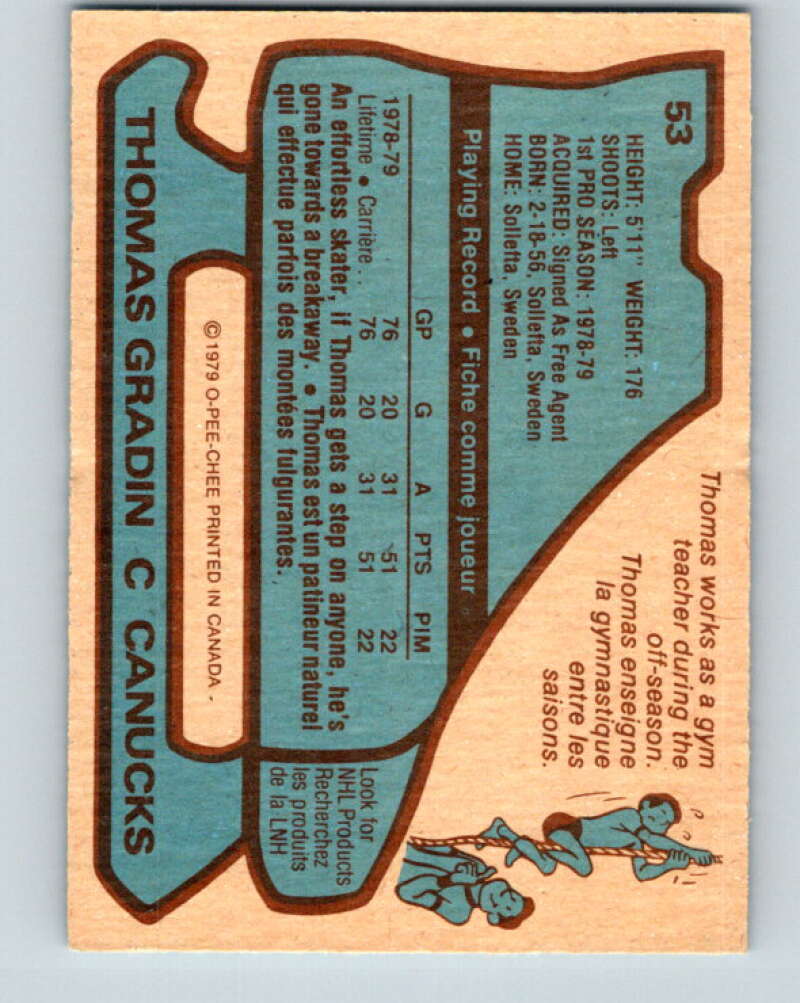 53
HEIGHT: 5'11" WEIGHT: 176
SHOOTS: Left
1st PRO SEASON: 1978-79
ACQUIRED: Signed As Free Agent
BORN: 2-18-56, Solleftå, Sweden
HOME: Solleftå, Sweden
Thomas works as a gym
teacher during the
off-season.
Thomas enseigne
la gymnastique
entre les
saisons.
Playing Record • Fiche comme joueur
GP G A PTS PIM
1978-79 76 20 31 51 22
Lifetime • Carrière . . 76 20 31 51 22
An effortless skater, if Thomas gets a step on anyone, he's
gone towards a breakaway. • Thomas est un patineur naturel
qui effectue parfois des montées fulgurantes.
Look for
NHL Products
Recherchez
les produits
de la LNH
© 1979 O-PEE-CHEE PRINTED IN CANADA
THOMAS GRADIN C CANUCKS